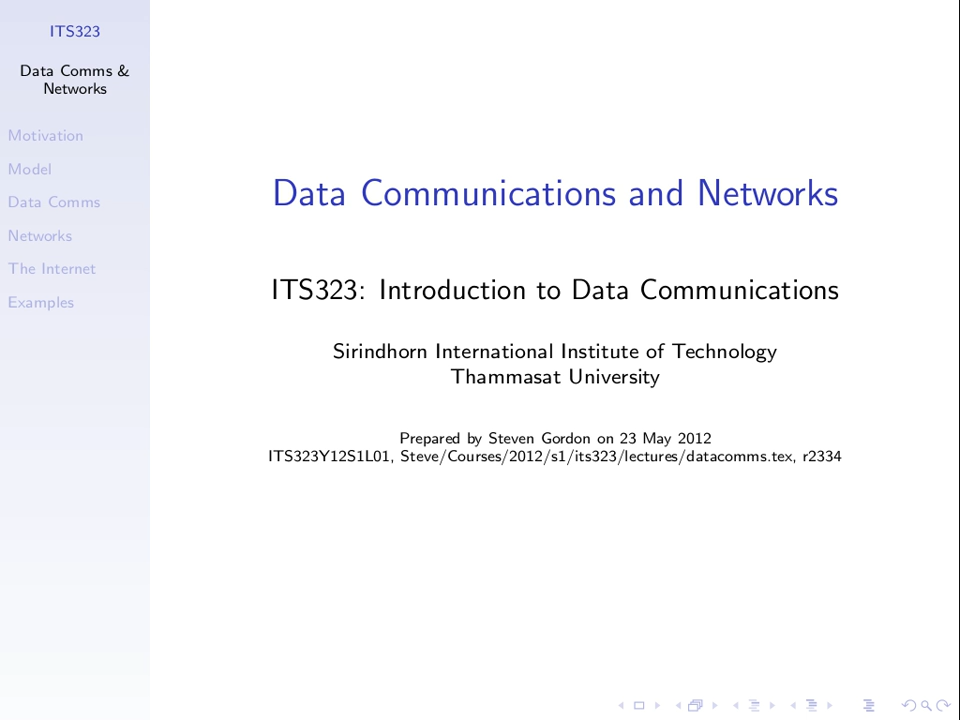 ITS323
Data Comms &
Networks
Motivation
Model
Data Comms
Networks
The Internet
Examples
Data Communications and Networks
ITS323: Introduction to Data Communications
Sirindhorn International Institute of Technology
Thammasat University
Prepared by Steven Gordon on 23 May 2012
ITS323Y12S1L01, Steve/Courses/2012/s1/its323/lectures/datacomms.tex, r2334